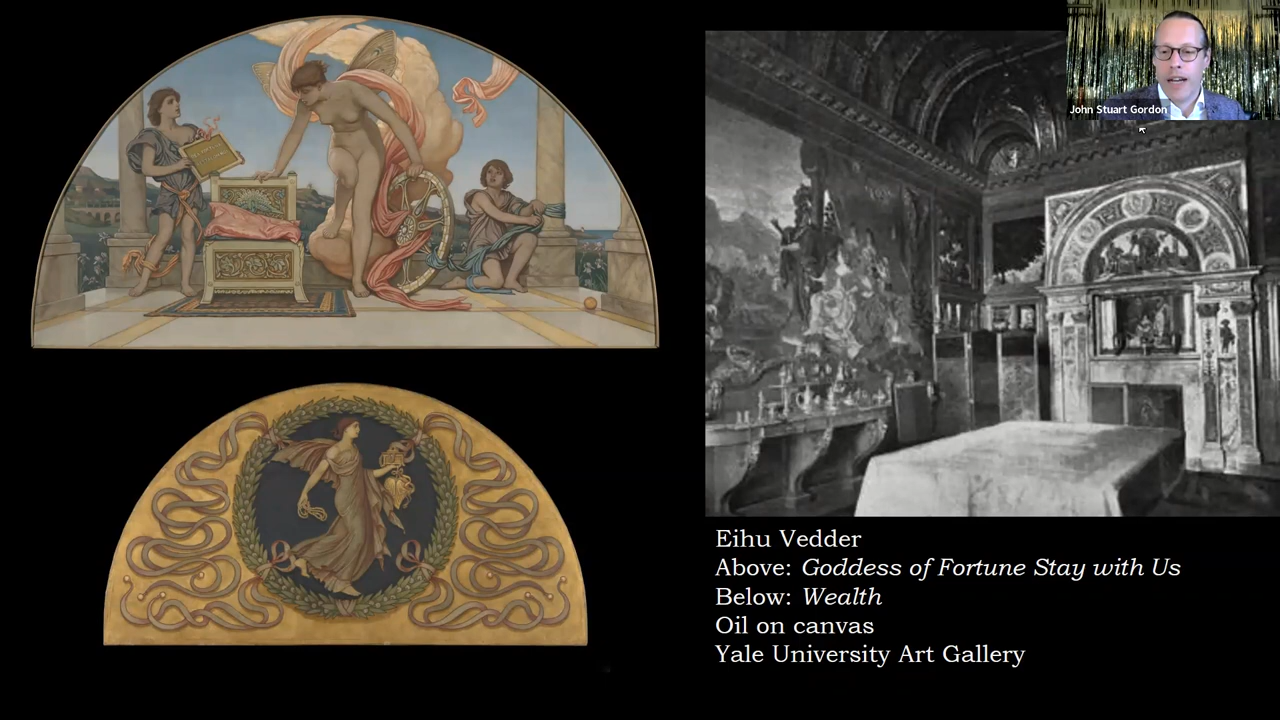 John Stuart Gordon
Eihu Vedder
Above: Goddess of Fortune Stay with Us
Below: Wealth
Oil on canvas
Yale University Art Gallery